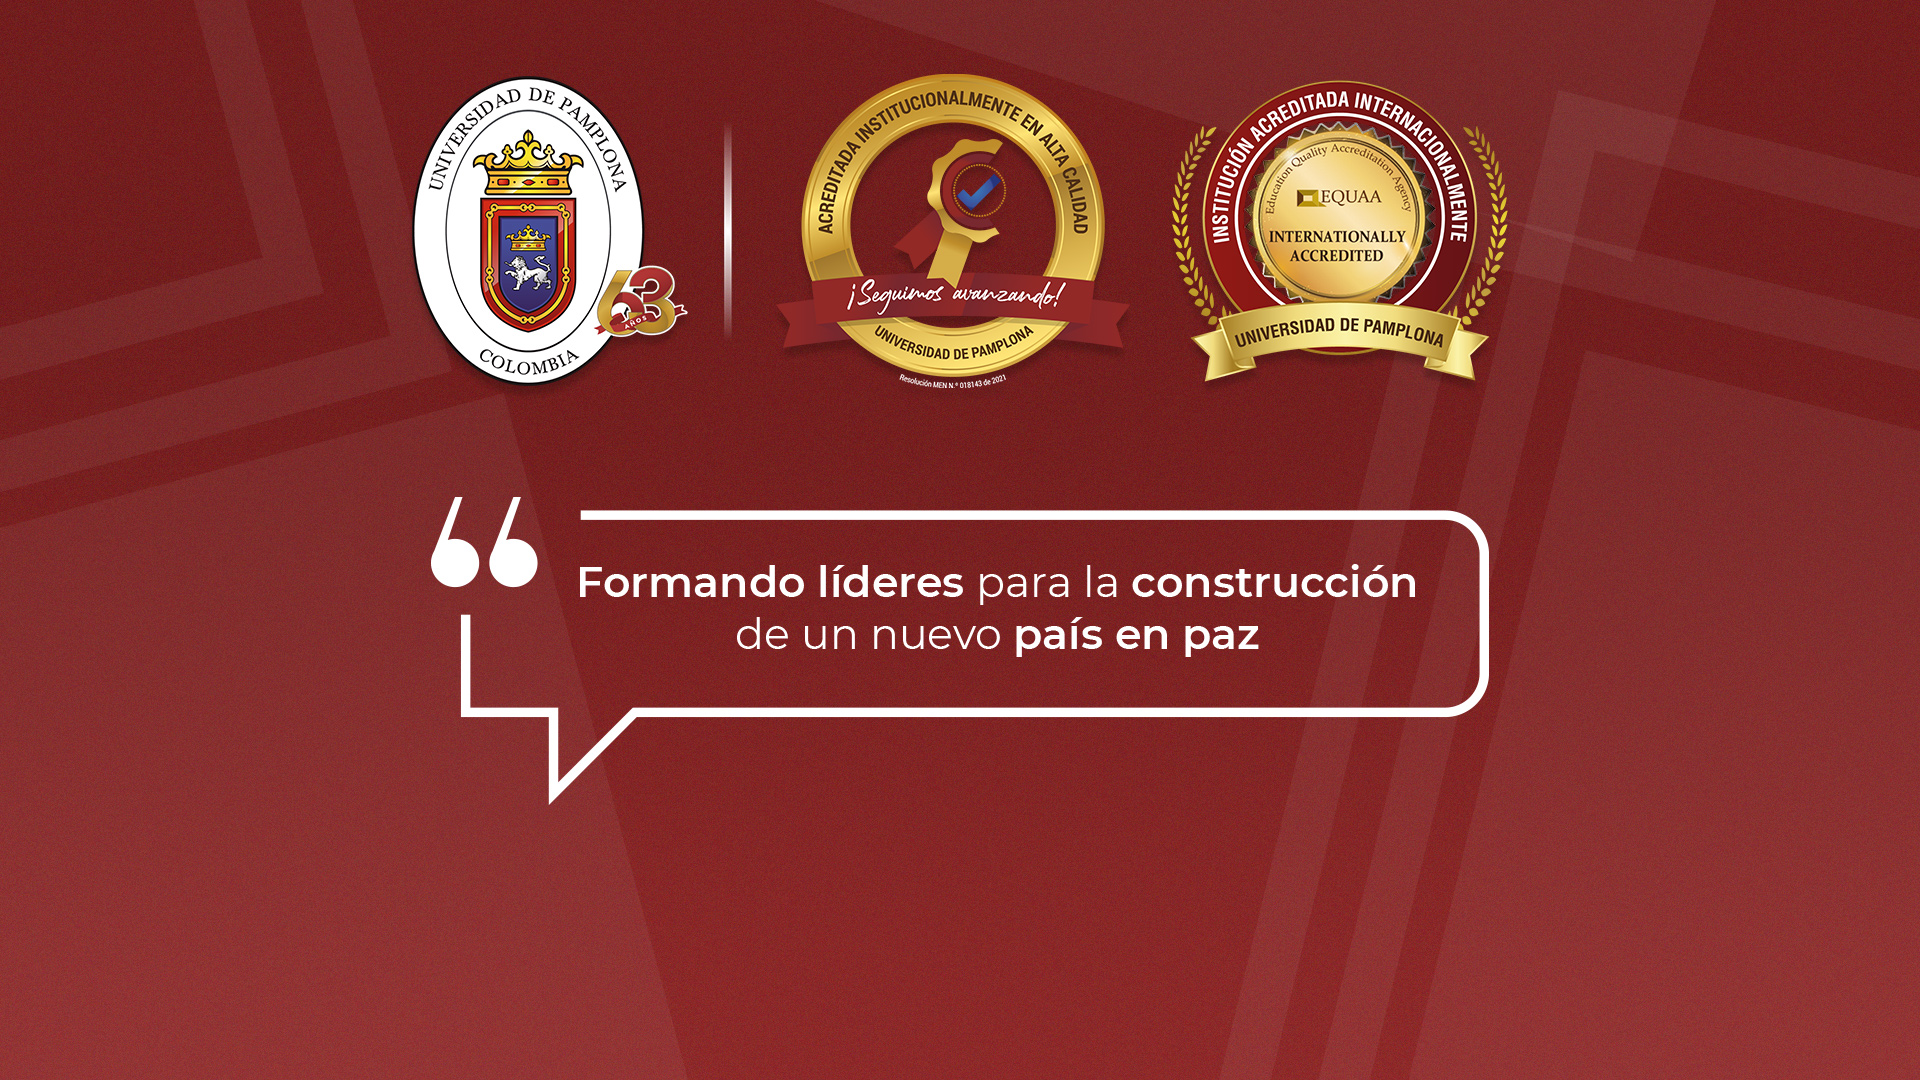 UNIVERSIDAD DE PAMPLONA
COLOMBIA
63
AÑOS
ACREDITADA INSTITUCIONALMENTE EN ALTA CALIDAD
¡Seguimos avanzando!
UNIVERSIDAD DE PAMPLONA
Resolución MEN N.º 018143 de 2021
INSTITUCIÓN ACREDITADA INTERNACIONALMENTE
Education Quality Accreditation Agency
EQUAA
INTERNATIONALLY
ACCREDITED
UNIVERSIDAD DE PAMPLONA
“
Formando líderes para la construcción
de un nuevo país en paz